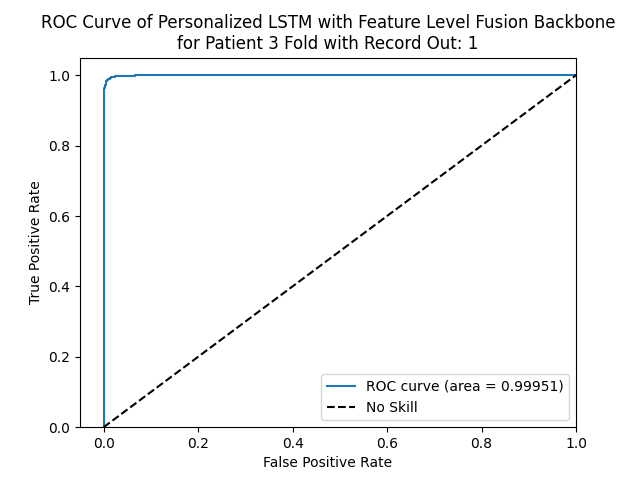 ROC Curve of Personalized LSTM with Feature Level Fusion Backbone
for Patient 3 Fold with Record Out: 1
True Positive Rate
1.0
0.8
0.6
0.4
0.2
0.0
ROC curve (area = 0.99951)
No Skill
0.0 0.2 0.4 0.6 0.8 1.0
False Positive Rate